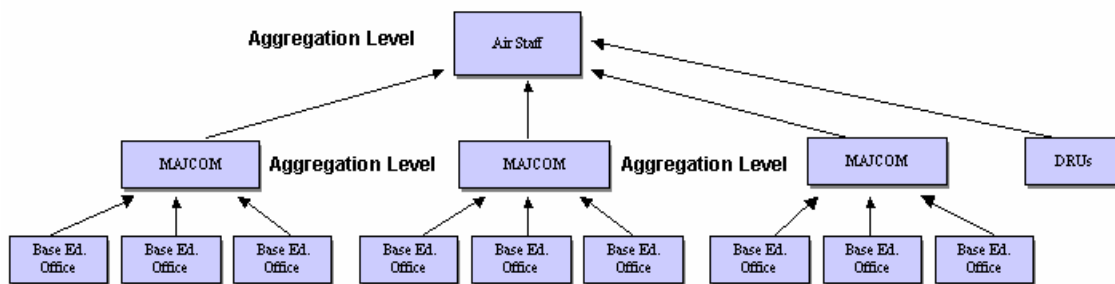 Aggregation Level
Air Staff
MAJCOM
Aggregation Level
MAJCOM
Aggregation Level
MAJCOM
DRUs
Base Ed.
Office
Base Ed.
Office
Base Ed.
Office
Base Ed.
Office
Base Ed.
Office
Base Ed.
Office
Base Ed.
Office
Base Ed.
Office
Base Ed.
Office